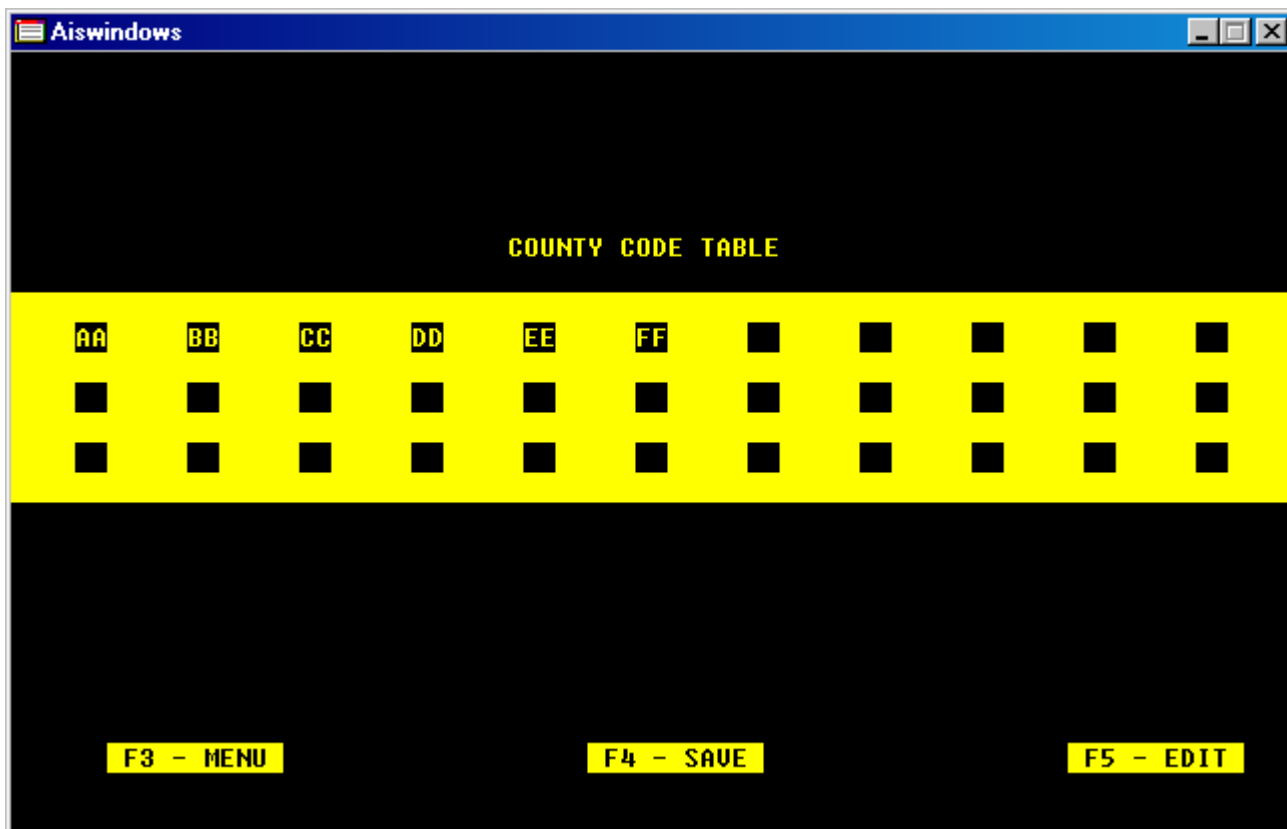 Aiswindows
COUNTY CODE TABLE
AA BB CC DD EE FF
F3 - MENU F4 - SAVE F5 - EDIT